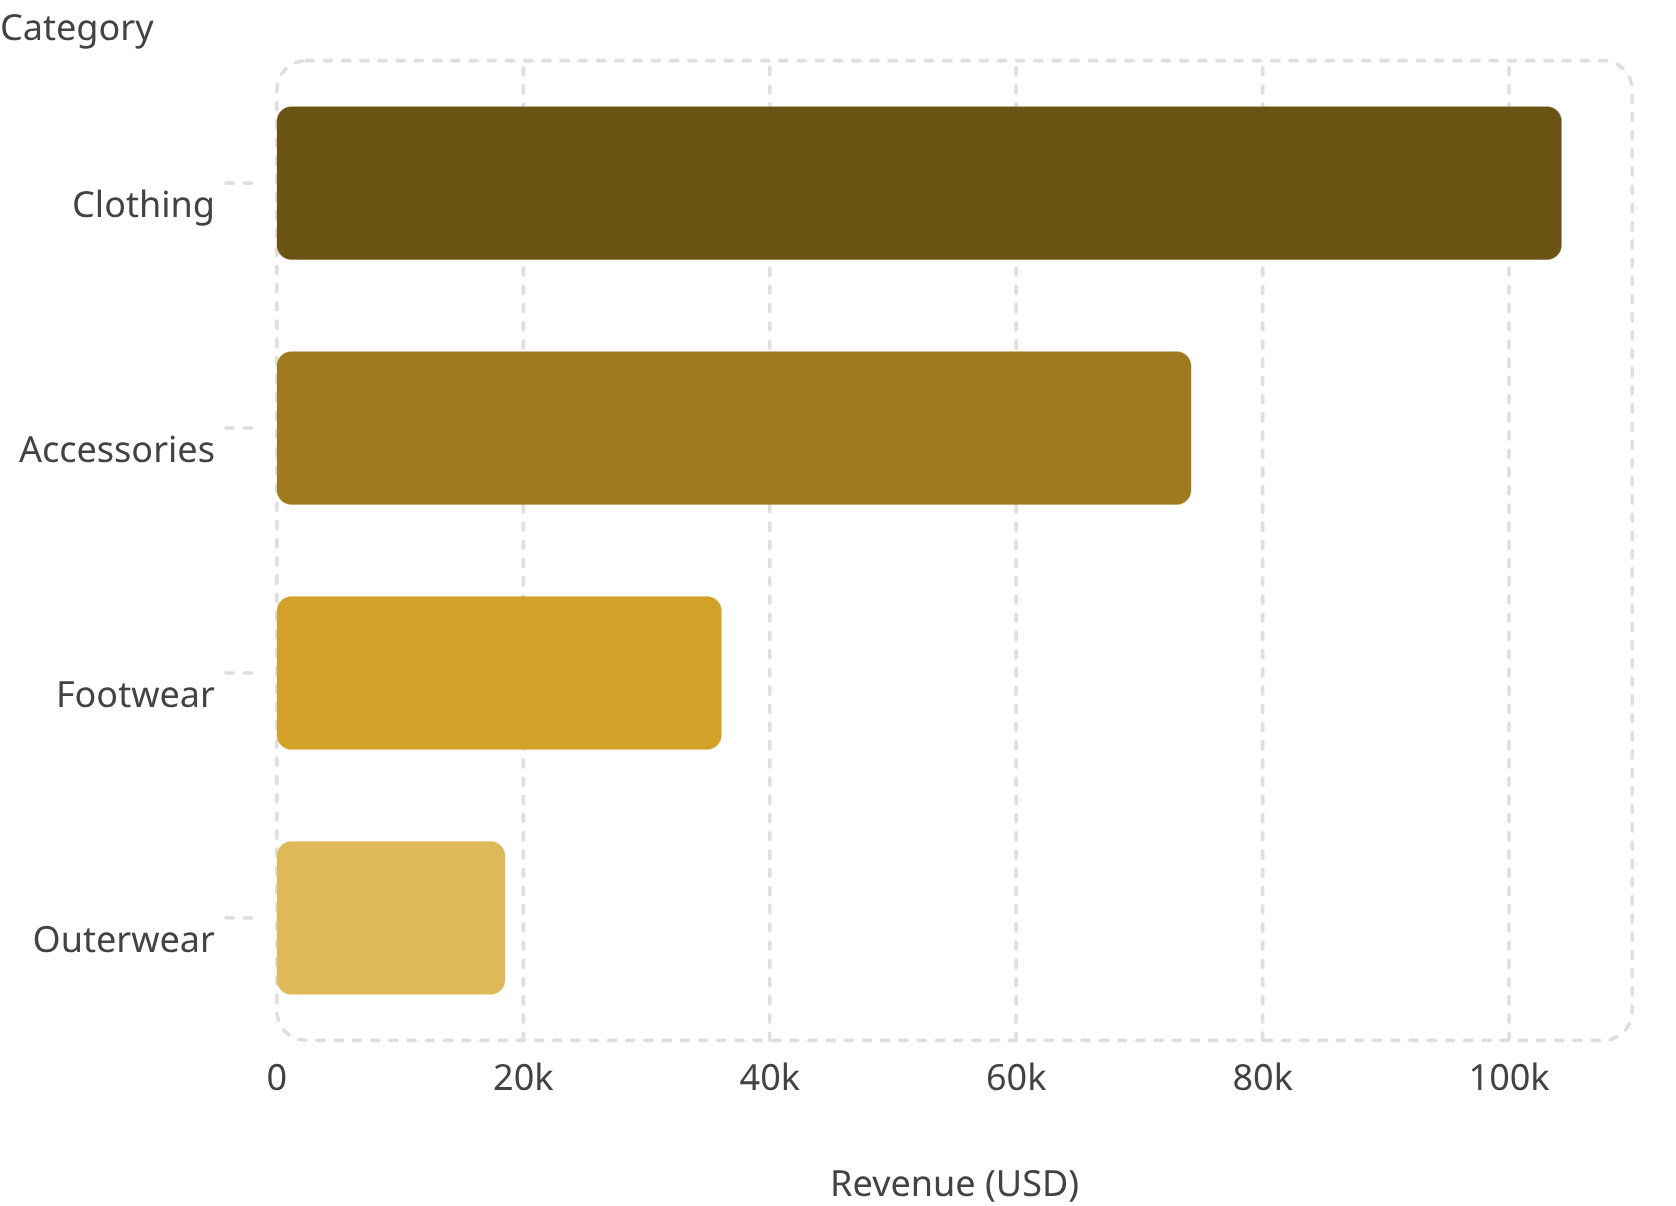 Category
Clothing
Accessories
Footwear
Outerwear
0 20k 40k 60k 80k 100k
Revenue (USD)